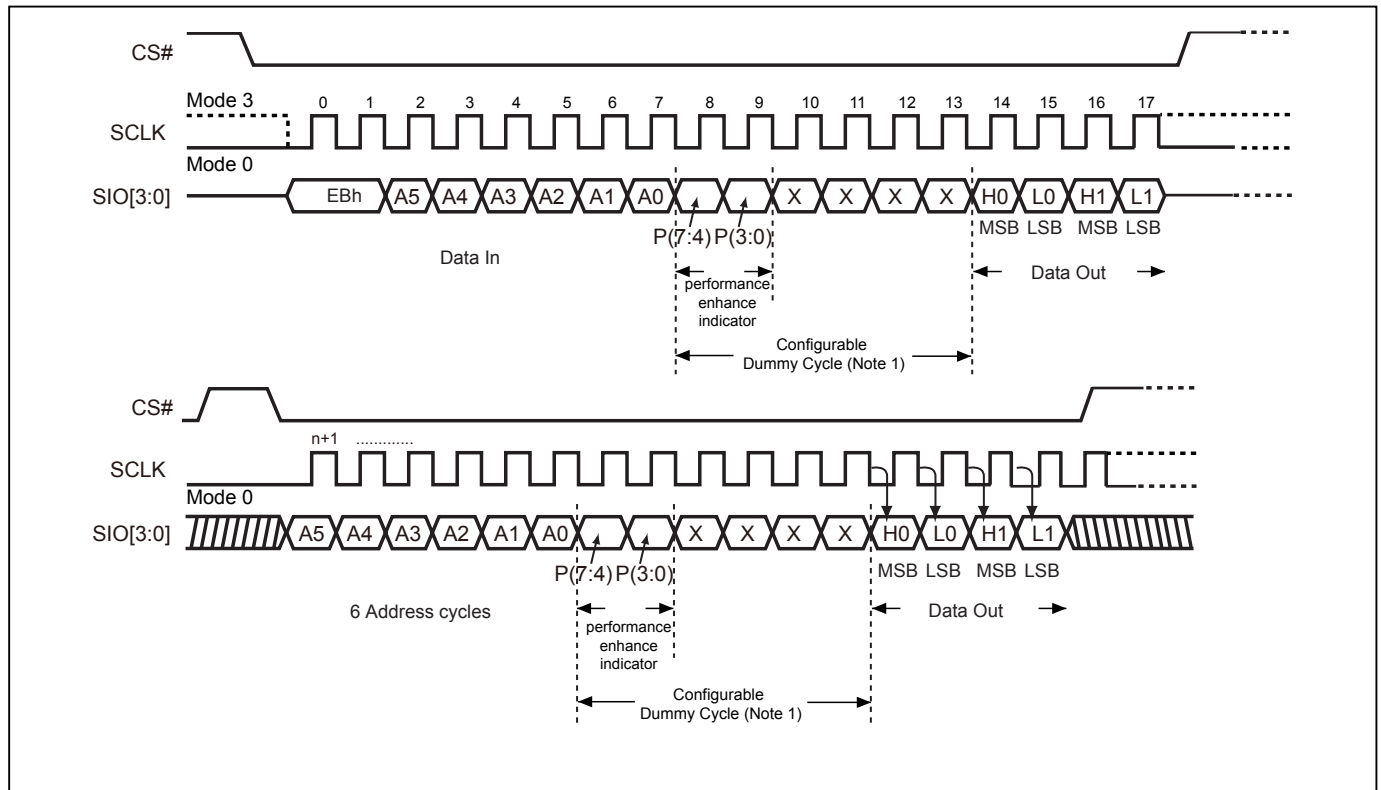 CS#
Mode 3
0 1 2 3 4 5 6 7 8 9 10 11 12 13 14 15 16 17
SCLK
Mode 0
SIO[3:0]
EBh A5 A4 A3 A2 A1 A0 X X X X H0 L0 H1 L1
P(7:4) P(3:0)
MSB LSB MSB LSB
Data In
Data Out
performance
enhance
indicator
Configurable
Dummy Cycle (Note 1)
CS#
n+1 .............
SCLK
Mode 0
SIO[3:0]
A5 A4 A3 A2 A1 A0 X X X X H0 L0 H1 L1
P(7:4) P(3:0)
MSB LSB MSB LSB
6 Address cycles
Data Out
performance
enhance
indicator
Configurable
Dummy Cycle (Note 1)